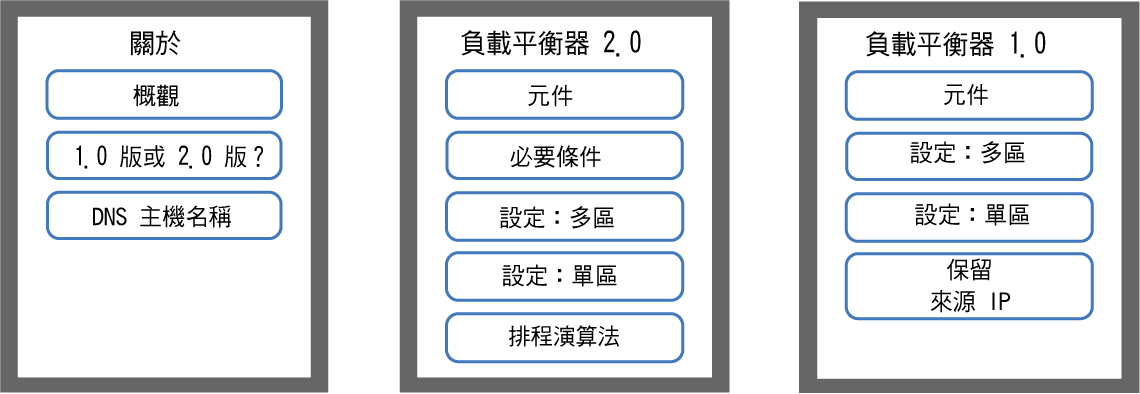 關於
概觀
1.0 版或 2.0 版？
DNS 主機名稱
負載平衡器 2.0
元件
必要條件
設定：多區
設定：單區
排程演算法
負載平衡器 1.0
元件
設定：多區
設定：單區
保留
來源 IP